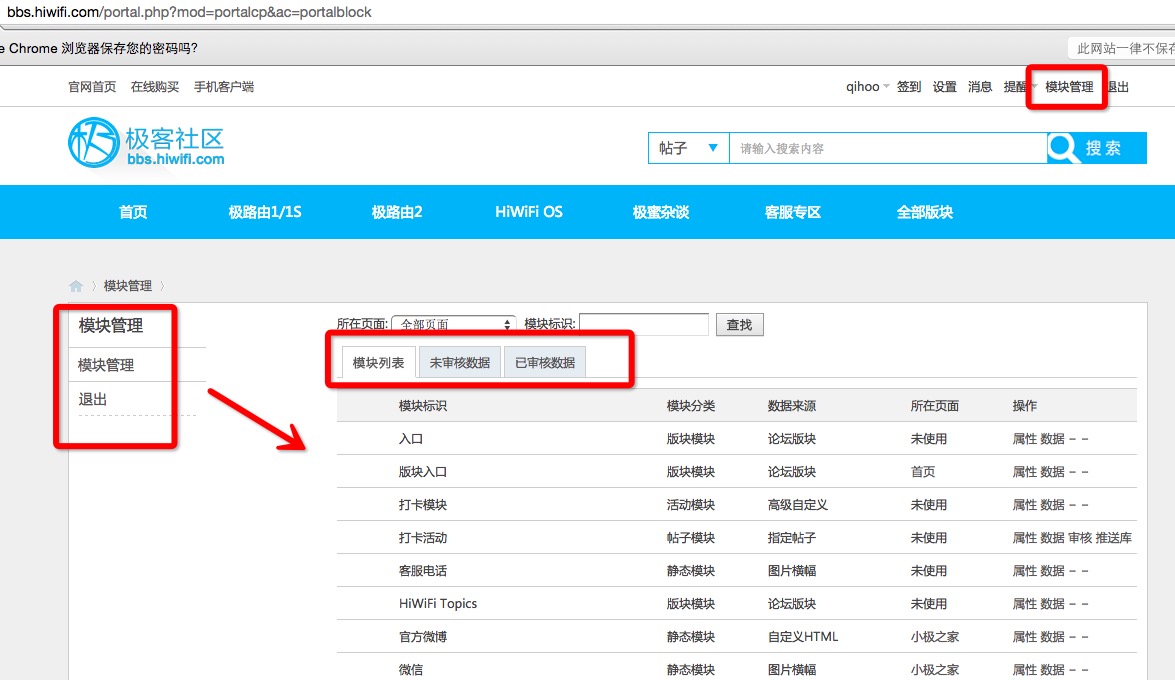 bbs.hiwifi.com/portal.php?mod=portalcp&ac=portalblock
e Chrome 浏览器保存您的密码吗?
此网站一律不保存
官网首页 在线购买 手机客户端
qihoo 签到 设置 消息 提醒 模块管理 退出
极客社区
bbs.hiwifi.com
帖子 请输入搜索内容 搜索
首页 极路由1/1S 极路由2 HiWiFi OS 极蜜杂谈 客服专区 全部版块
模块管理
模块管理
模块管理
退出
所在页面: 全部页面 模块标识: 查找
模块列表 未审核数据 已审核数据
模块标识 模块分类 数据来源 所在页面 操作
入口 版块模块 论坛版块 未使用 属性 数据 – –
版块入口 版块模块 论坛版块 首页 属性 数据 – –
打卡模块 活动模块 高级自定义 未使用 属性 数据 – –
打卡活动 帖子模块 指定帖子 未使用 属性 数据 审核 推送库
客服电话 静态模块 图片横幅 未使用 属性 数据 – –
HiWiFi Topics 版块模块 论坛版块 未使用 属性 数据 – –
官方微博 静态模块 自定义HTML 小极之家 属性 数据 – –
微信 静态模块 图片横幅 小极之家 属性 数据 – –